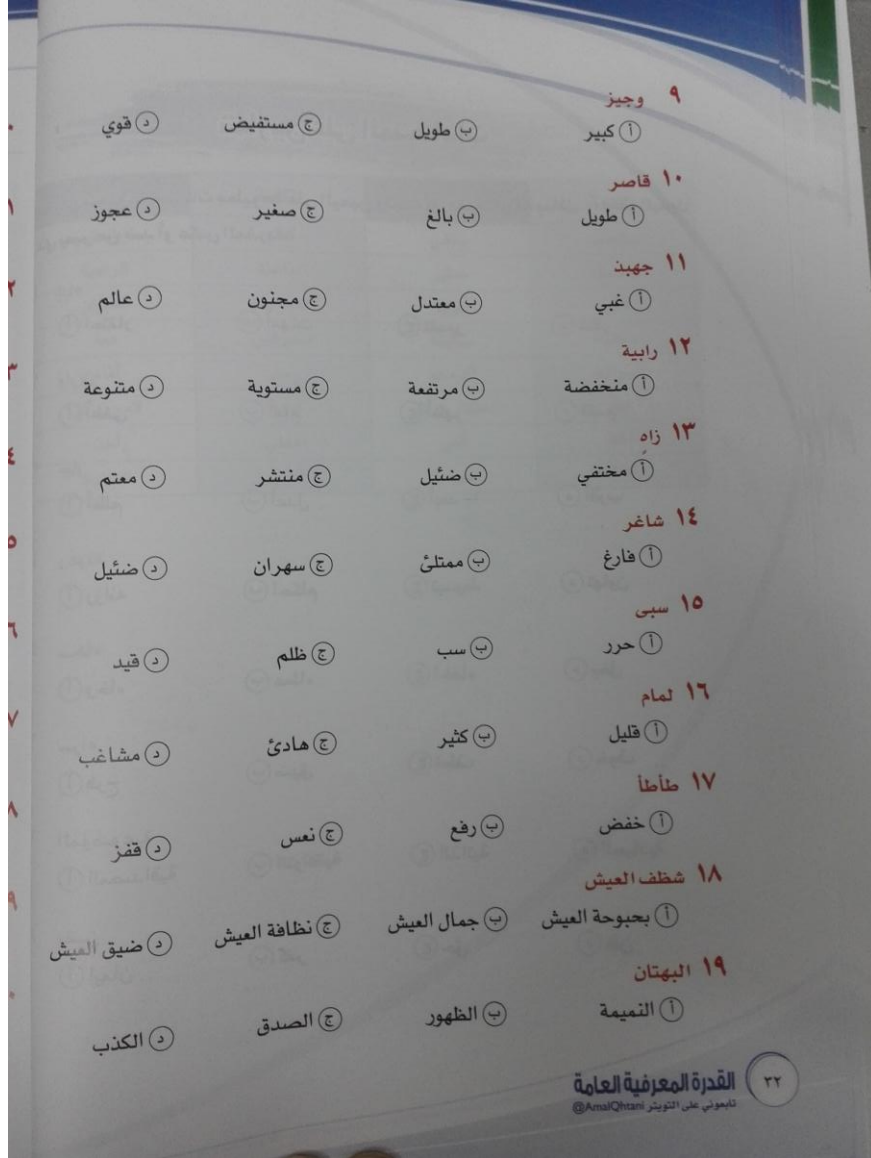 ٩ وجيز
أ كبير ب طويل ج مستفيض د قوي
١٠ قاصر
أ طويل ب بالغ ج صغير د عجوز
١١ جهبذ
أ غبي ب معتدل ج مجنون د عالم
١٢ رابية
أ منخفضة ب مرتفعة ج مستوية د متنوعة
١٣ زاهٍ
أ مختفي ب ضئيل ج منتشر د معتم
١٤ شاغر
أ فارغ ب ممتلئ ج سهران د ضئيل
١٥ سبى
أ حرر ب سب ج ظلم د قيد
١٦ لمام
أ قليل ب كثير ج هادئ د مشاغب
١٧ طأطأ
أ خفض ب رفع ج نعس د قفز
١٨ شظف العيش
أ بحبوحة العيش ب جمال العيش ج نظافة العيش د ضيق العيش
١٩ البهتان
أ النميمة ب الظهور ج الصدق د الكذب
٣٢ القدرة المعرفية العامة
تابعوني على التويتر AmalQhtani@